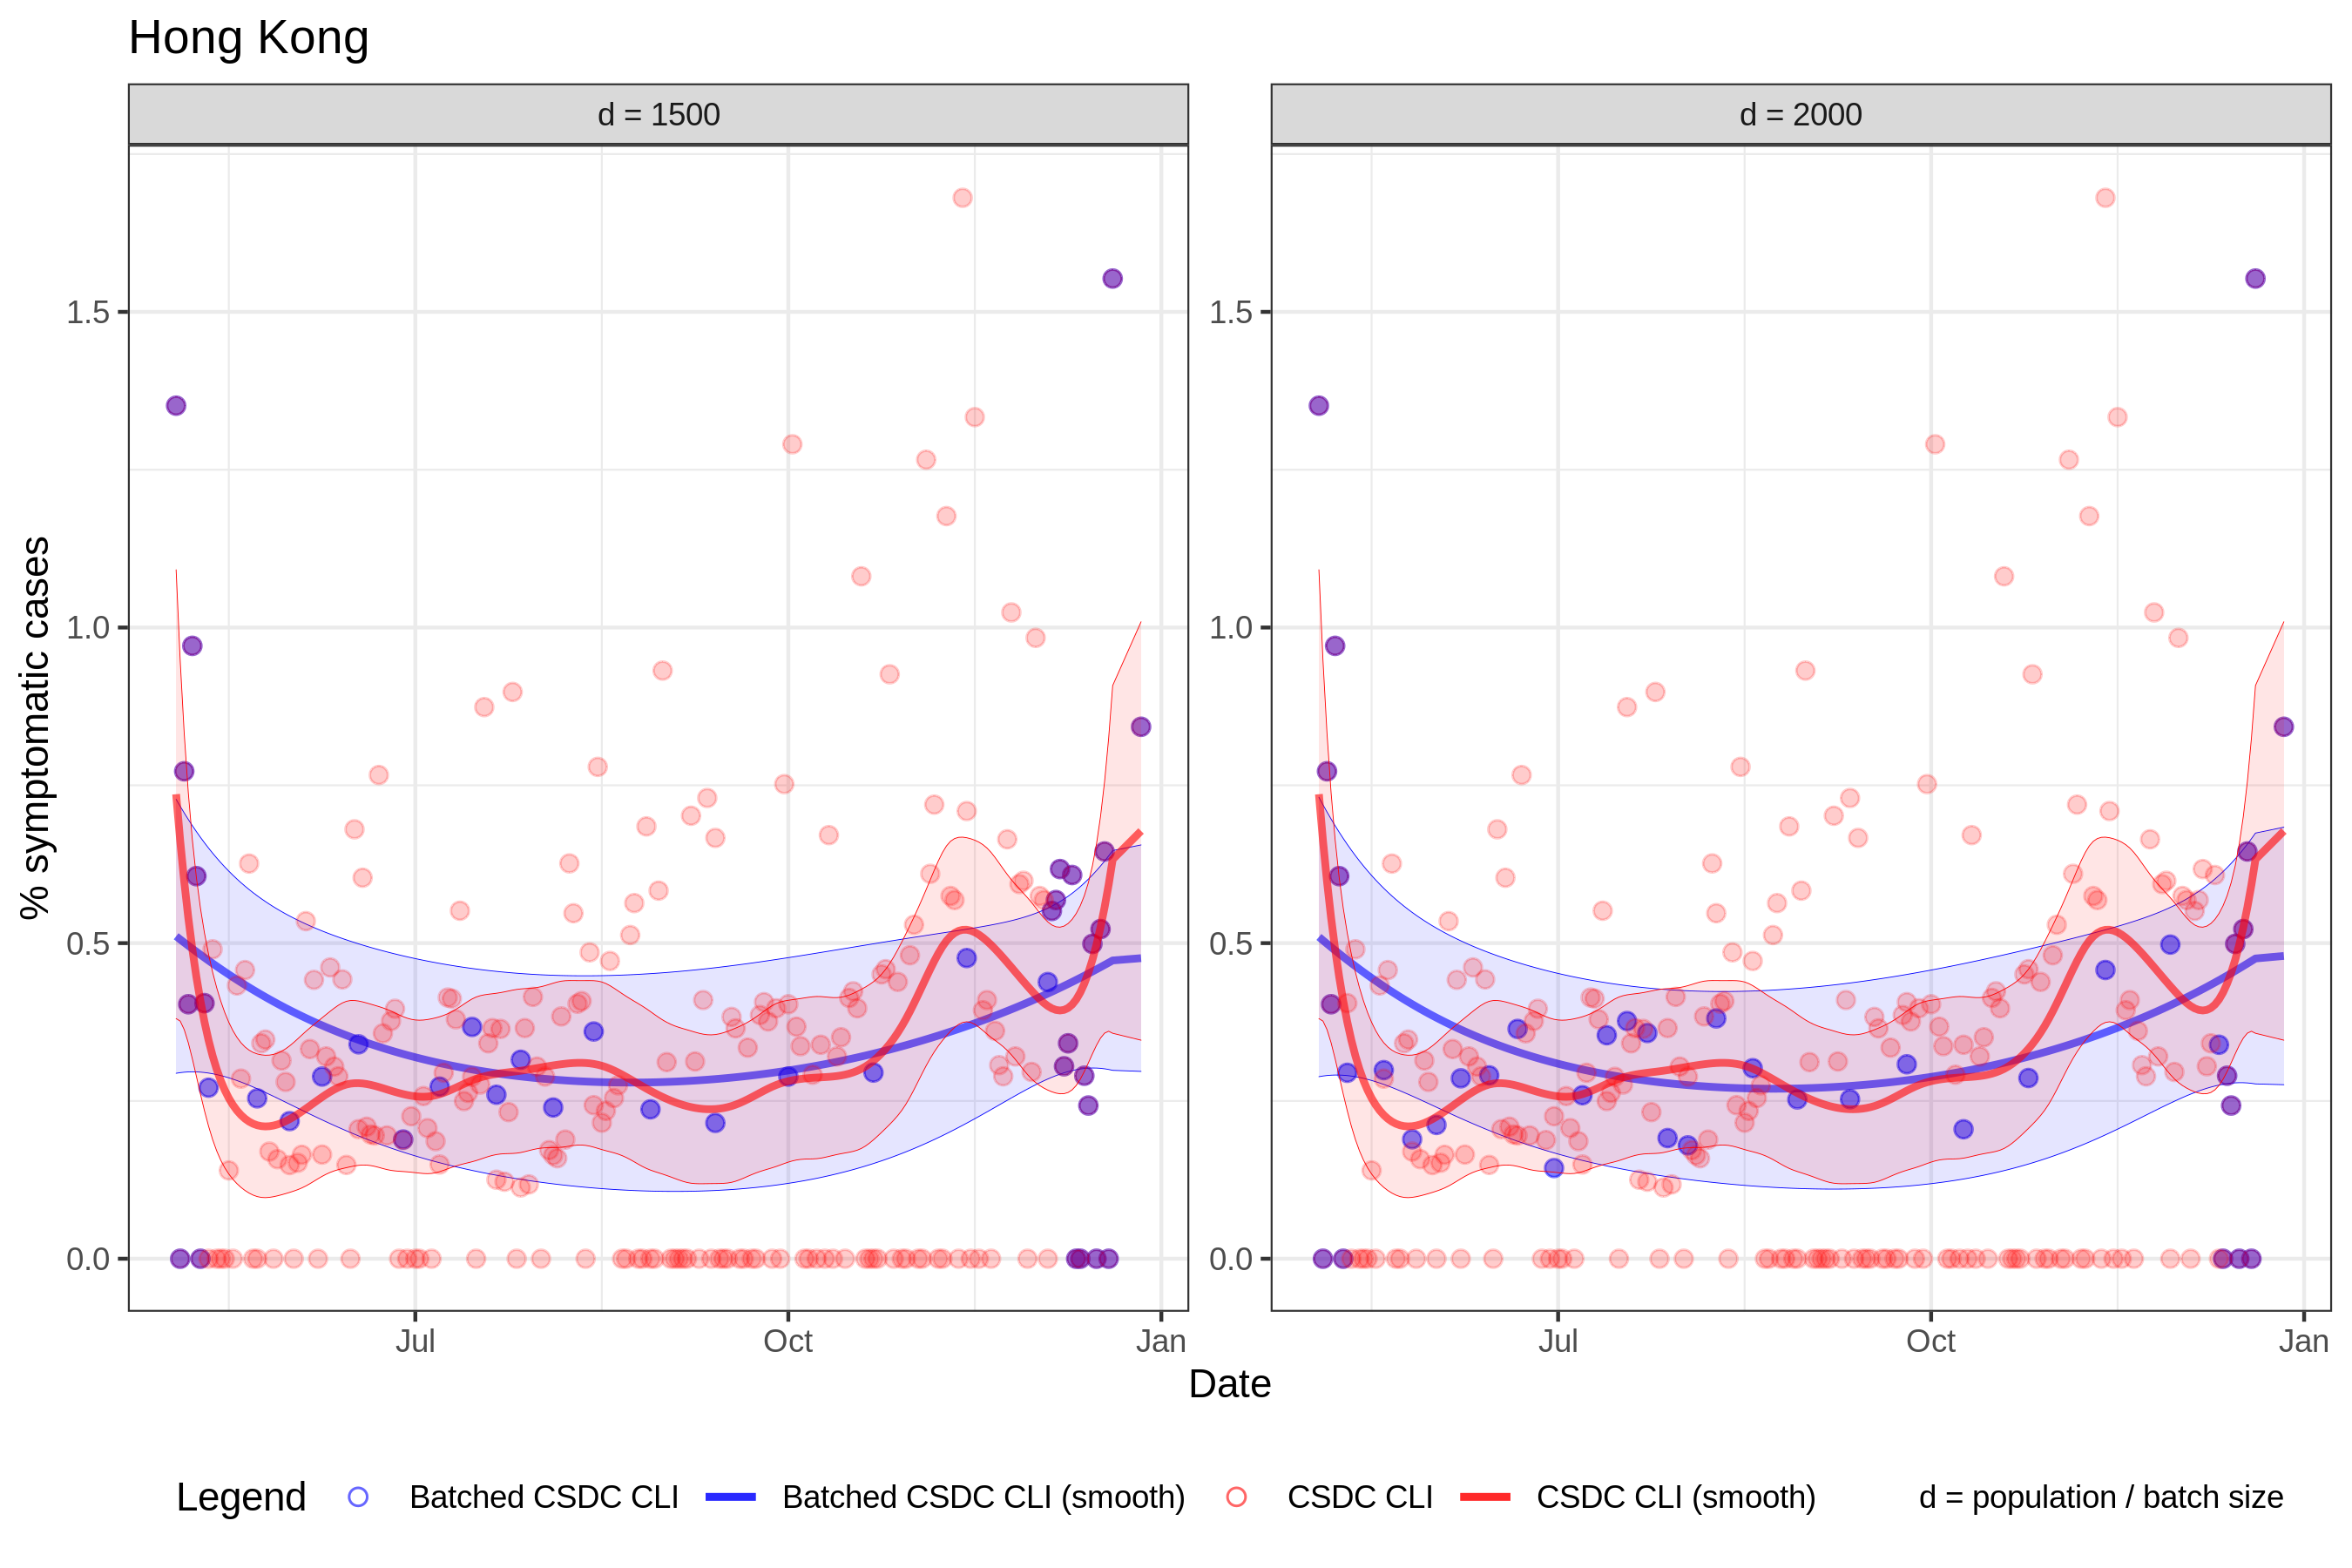 Hong Kong
d = 1500
d = 2000
% symptomatic cases
1.5
1.0
0.5
0.0
1.5
1.0
0.5
0.0
Jul
Oct
Jan
Jul
Oct
Jan
Date
Legend
Batched CSDC CLI
Batched CSDC CLI (smooth)
CSDC CLI
CSDC CLI (smooth)
d = population / batch size